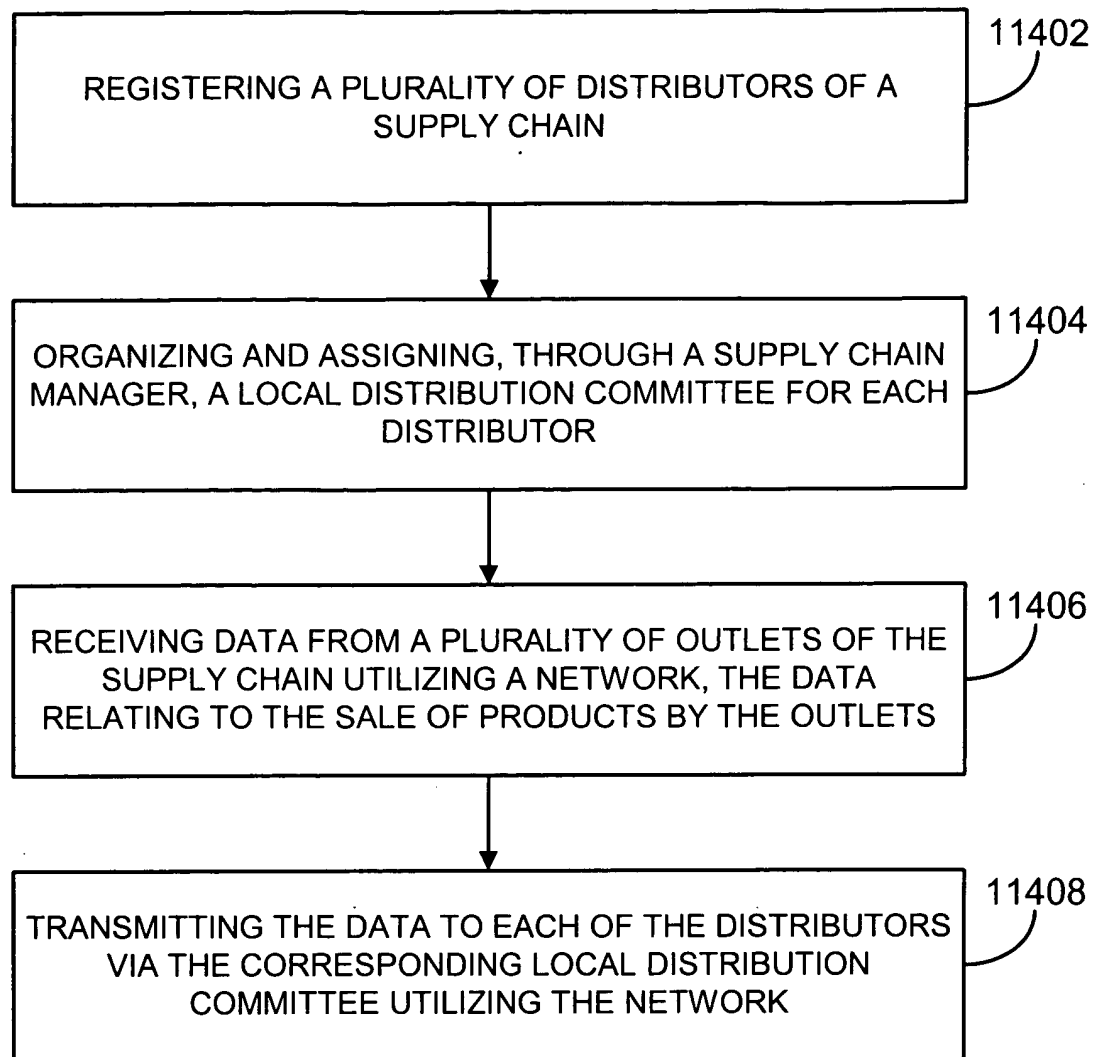 11402
REGISTERING A PLURALITY OF DISTRIBUTORS OF A
SUPPLY CHAIN
11404
ORGANIZING AND ASSIGNING, THROUGH A SUPPLY CHAIN
MANAGER, A LOCAL DISTRIBUTION COMMITTEE FOR EACH
DISTRIBUTOR
11406
RECEIVING DATA FROM A PLURALITY OF OUTLETS OF THE
SUPPLY CHAIN UTILIZING A NETWORK, THE DATA
RELATING TO THE SALE OF PRODUCTS BY THE OUTLETS
11408
TRANSMITTING THE DATA TO EACH OF THE DISTRIBUTORS
VIA THE CORRESPONDING LOCAL DISTRIBUTION
COMMITTEE UTILIZING THE NETWORK